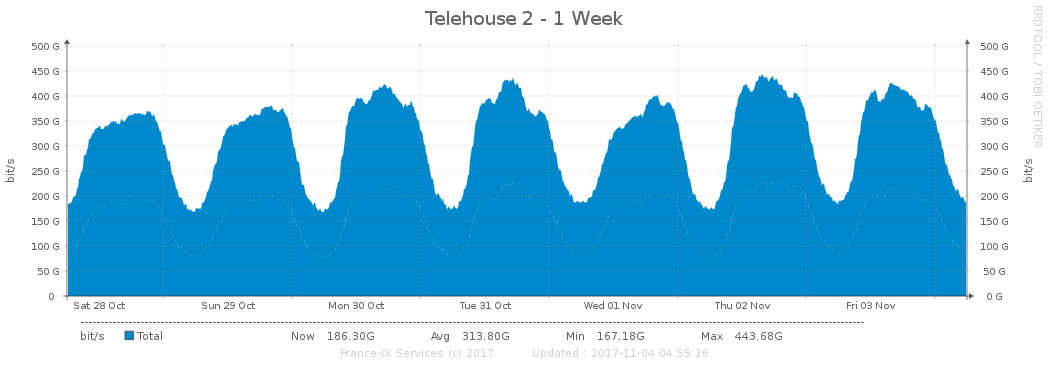 Telehouse 2 - 1 Week
RRDTOOL / TOBI OETIKER
500 G 500 G
450 G 450 G
400 G 400 G
350 G 350 G
300 G 300 G
250 G 250 G
200 G 200 G
150 G 150 G
100 G 100 G
50 G 50 G
0 0 G
bit/s bit/s
Sat 28 Oct Sun 29 Oct Mon 30 Oct Tue 31 Oct Wed 01 Nov Thu 02 Nov Fri 03 Nov
bit/s Total Now 186.30G Avg 313.80G Min 167.18G Max 443.68G
France-IX Services (c) 2017 Updated : 2017-11-04 04:55:16